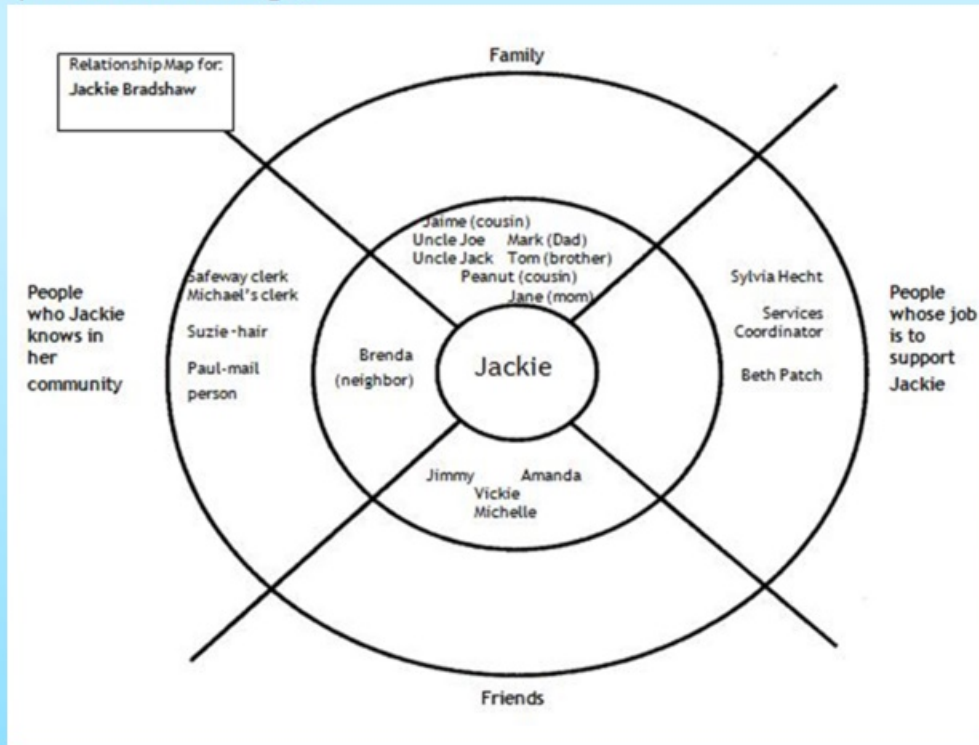 Relationship Map for:
Jackie Bradshaw
Family
Jaime (cousin)
Uncle Joe Mark (Dad)
Uncle Jack Tom (brother)
Peanut (cousin)
Jane (mom)
People
who Jackie
knows in
her
community
Safeway clerk
Michael's clerk
Suzie -hair
Paul-mail
person
Brenda
(neighbor)
Jackie
Sylvia Hecht
Services
Coordinator
Beth Patch
People
whose job
is to
support
Jackie
Jimmy Amanda
Vickie
Michelle
Friends